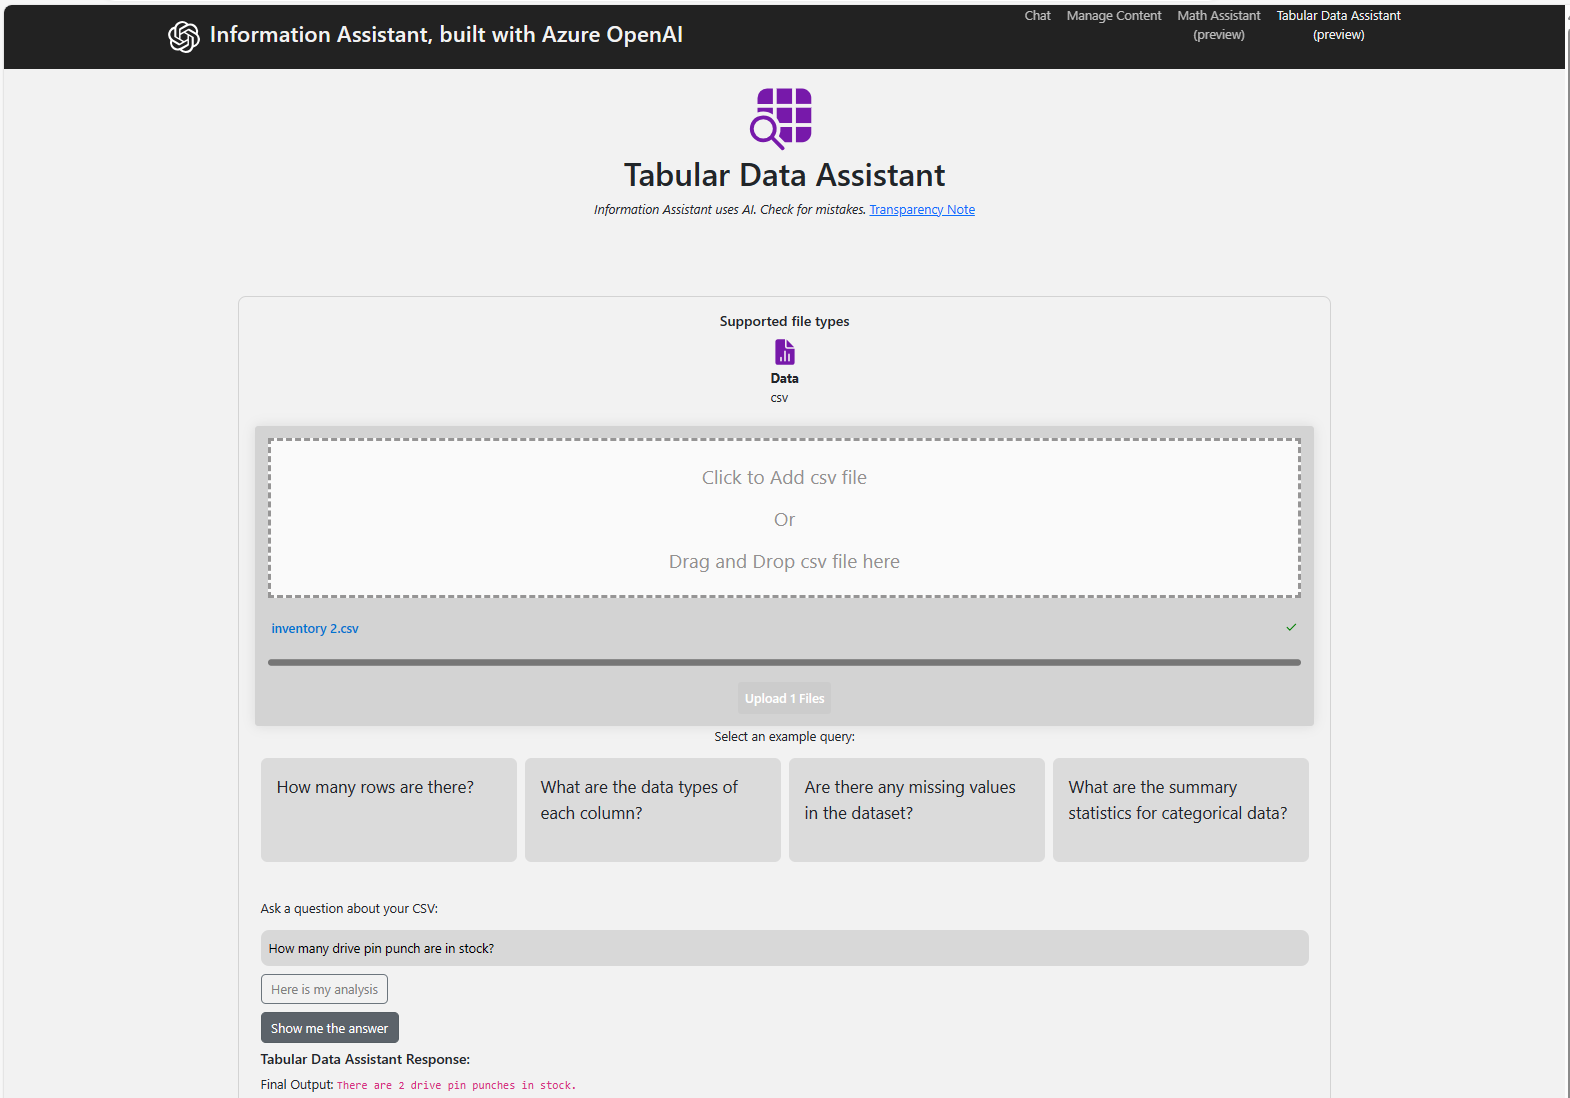 Information Assistant, built with Azure OpenAI
Chat
Manage Content
Math Assistant
(preview)
Tabular Data Assistant
(preview)
Tabular Data Assistant
Information Assistant uses AI. Check for mistakes. Transparency Note
Supported file types
Data
csv
Click to Add csv file
Or
Drag and Drop csv file here
inventory 2.csv
Upload 1 Files
Select an example query:
How many rows are there?
What are the data types of
each column?
Are there any missing values
in the dataset?
What are the summary
statistics for categorical data?
Ask a question about your CSV:
How many drive pin punch are in stock?
Here is my analysis
Show me the answer
Tabular Data Assistant Response:
Final Output: There are 2 drive pin punches in stock.